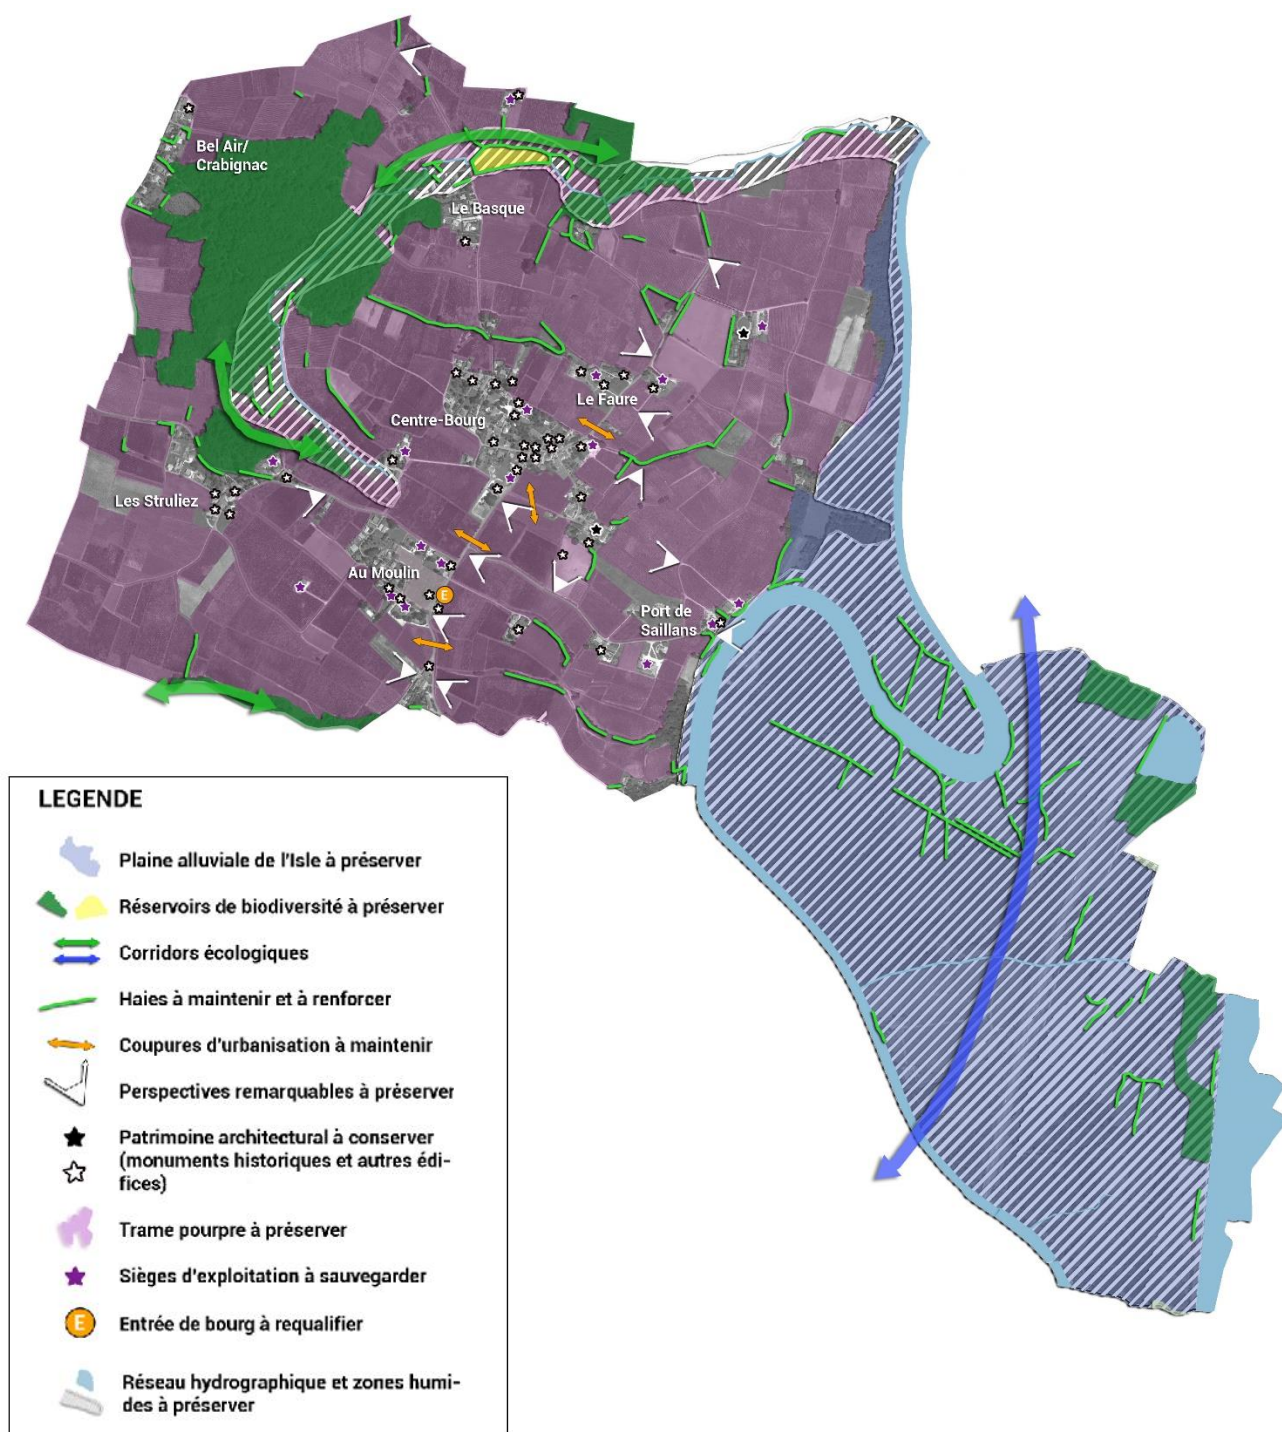 Bel Air/
Crabignac
Le Basque
Le Faure
Centre-Bourg
Les Struliez
Au Moulin
E
Port de
Saillans
LEGENDE
Plaine alluviale de l'Isle à préserver
Réservoirs de biodiversité à préserver
Corridors écologiques
Haies à maintenir et à renforcer
Coupures d'urbanisation à maintenir
Perspectives remarquables à préserver
Patrimoine architectural à conserver
(monuments historiques et autres édi-
fices)
Trame pourpre à préserver
Sièges d'exploitation à sauvegarder
E
Entrée de bourg à requalifier
Réseau hydrographique et zones humi-
des à préserver